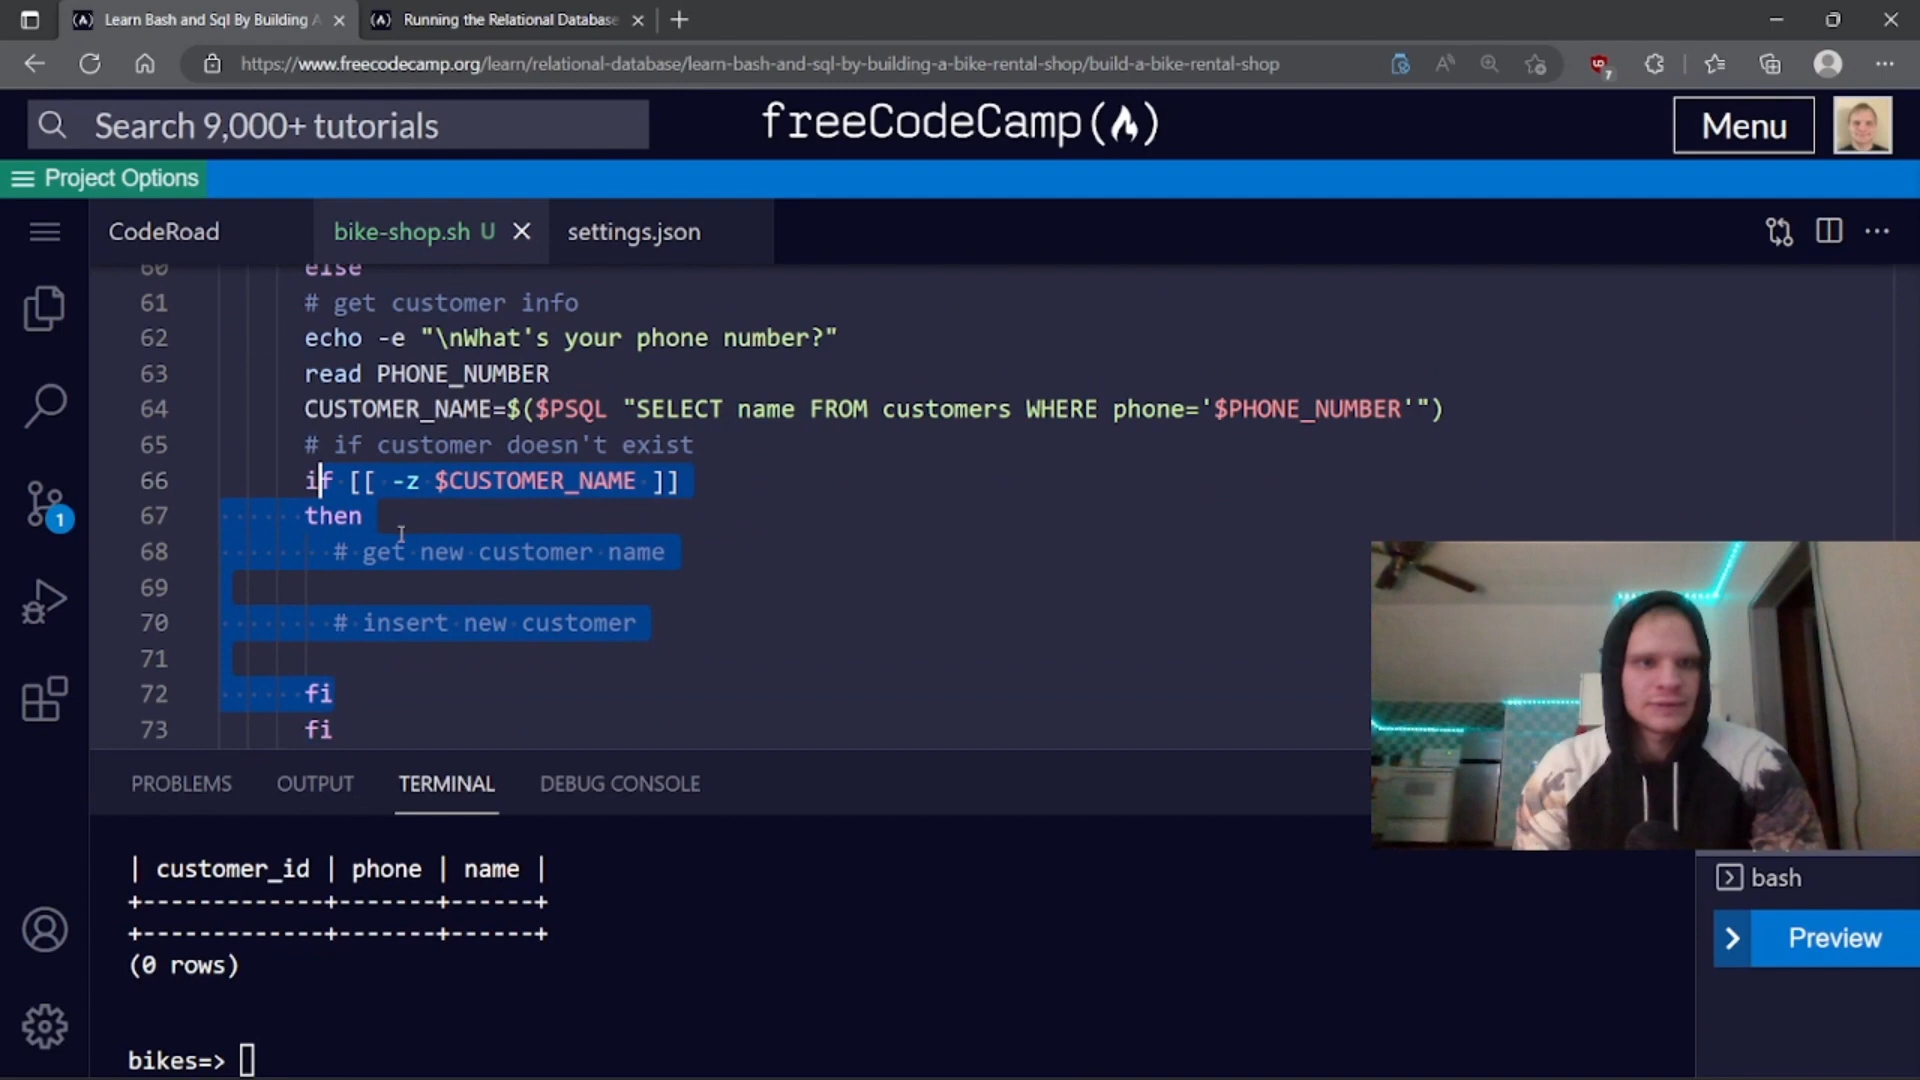 Learn Bash and Sql By Building A
Running the Relational Database
https://www.freecodecamp.org/learn/relational-database/learn-bash-and-sql-by-building-a-bike-rental-shop/build-a-bike-rental-shop
7
Search 9,000+ tutorials
freeCodeCamp
Menu
Project Options
CodeRoad
bike-shop.sh U
settings.json
60 else
61 # get customer info
62 echo -e "\nWhat's your phone number?"
63 read PHONE_NUMBER
64 CUSTOMER_NAME=$($PSQL "SELECT name FROM customers WHERE phone='$PHONE_NUMBER'")
65 # if customer doesn't exist
66 if [[ -z $CUSTOMER_NAME ]]
67 then
68 # get new customer name
69
70 # insert new customer
71
72 fi
73 fi
1
PROBLEMS OUTPUT TERMINAL DEBUG CONSOLE
| customer_id | phone | name |
+-------------+-------+------+
+-------------+-------+------+
(0 rows)
bikes=>
bash
Preview